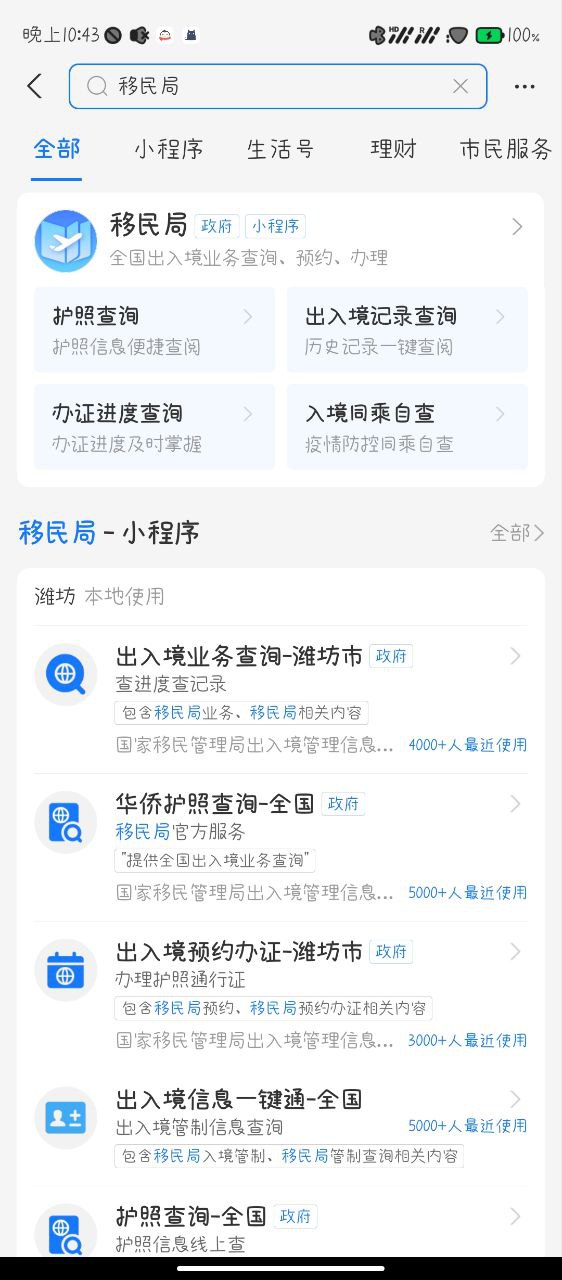 晚上10:43
100%
移民局
全部 小程序 生活号 理财 市民服务
移民局 政府 小程序
全国出入境业务查询、预约、办理
护照查询
护照信息便捷查阅
出入境记录查询
历史记录一键查阅
办证进度查询
办证进度及时掌握
入境同乘自查
疫情防控同乘自查
移民局-小程序 全部
潍坊 本地使用
出入境业务查询-潍坊市 政府
查进度查记录
包含移民局业务、移民局相关内容
国家移民管理局出入境管理信息... 4000+人最近使用
华侨护照查询-全国 政府
移民局官方服务
"提供全国出入境业务查询"
国家移民管理局出入境管理信息... 5000+人最近使用
出入境预约办证-潍坊市 政府
办理护照通行证
包含移民局预约、移民局预约办证相关内容
国家移民管理局出入境管理信息... 3000+人最近使用
出入境信息一键通-全国
出入境管制信息查询 5000+人最近使用
包含移民局入境管制、移民局管制查询相关内容
护照查询-全国 政府
护照信息线上查